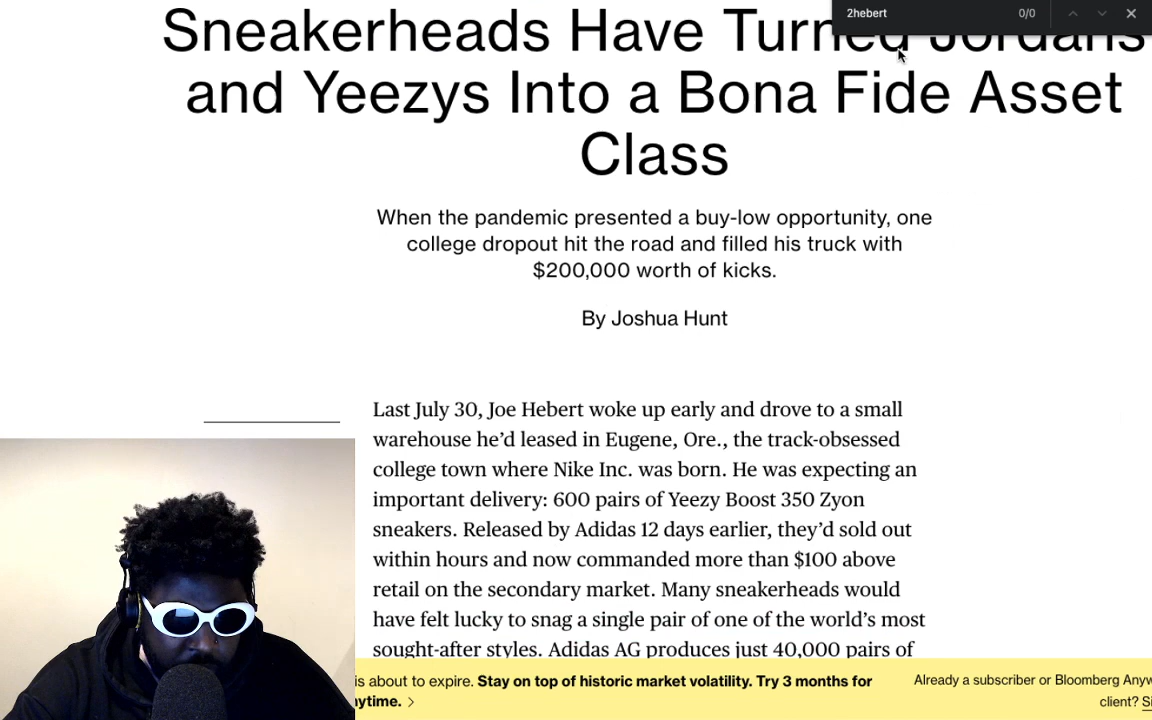 2hebert 0/0
Sneakerheads Have Turned Jordans
and Yeezys Into a Bona Fide Asset
Class
When the pandemic presented a buy-low opportunity, one
college dropout hit the road and filled his truck with
$200,000 worth of kicks.
By Joshua Hunt
Last July 30, Joe Hebert woke up early and drove to a small
warehouse he’d leased in Eugene, Ore., the track-obsessed
college town where Nike Inc. was born. He was expecting an
important delivery: 600 pairs of Yeezy Boost 350 Zyon
sneakers. Released by Adidas 12 days earlier, they’d sold out
within hours and now commanded more than $100 above
retail on the secondary market. Many sneakerheads would
have felt lucky to snag a single pair of one of the world’s most
sought-after styles. Adidas AG produces just 40,000 pairs of
is about to expire. Stay on top of historic market volatility. Try 3 months for
ytime. >
Already a subscriber or Bloomberg Anyw
client? Si